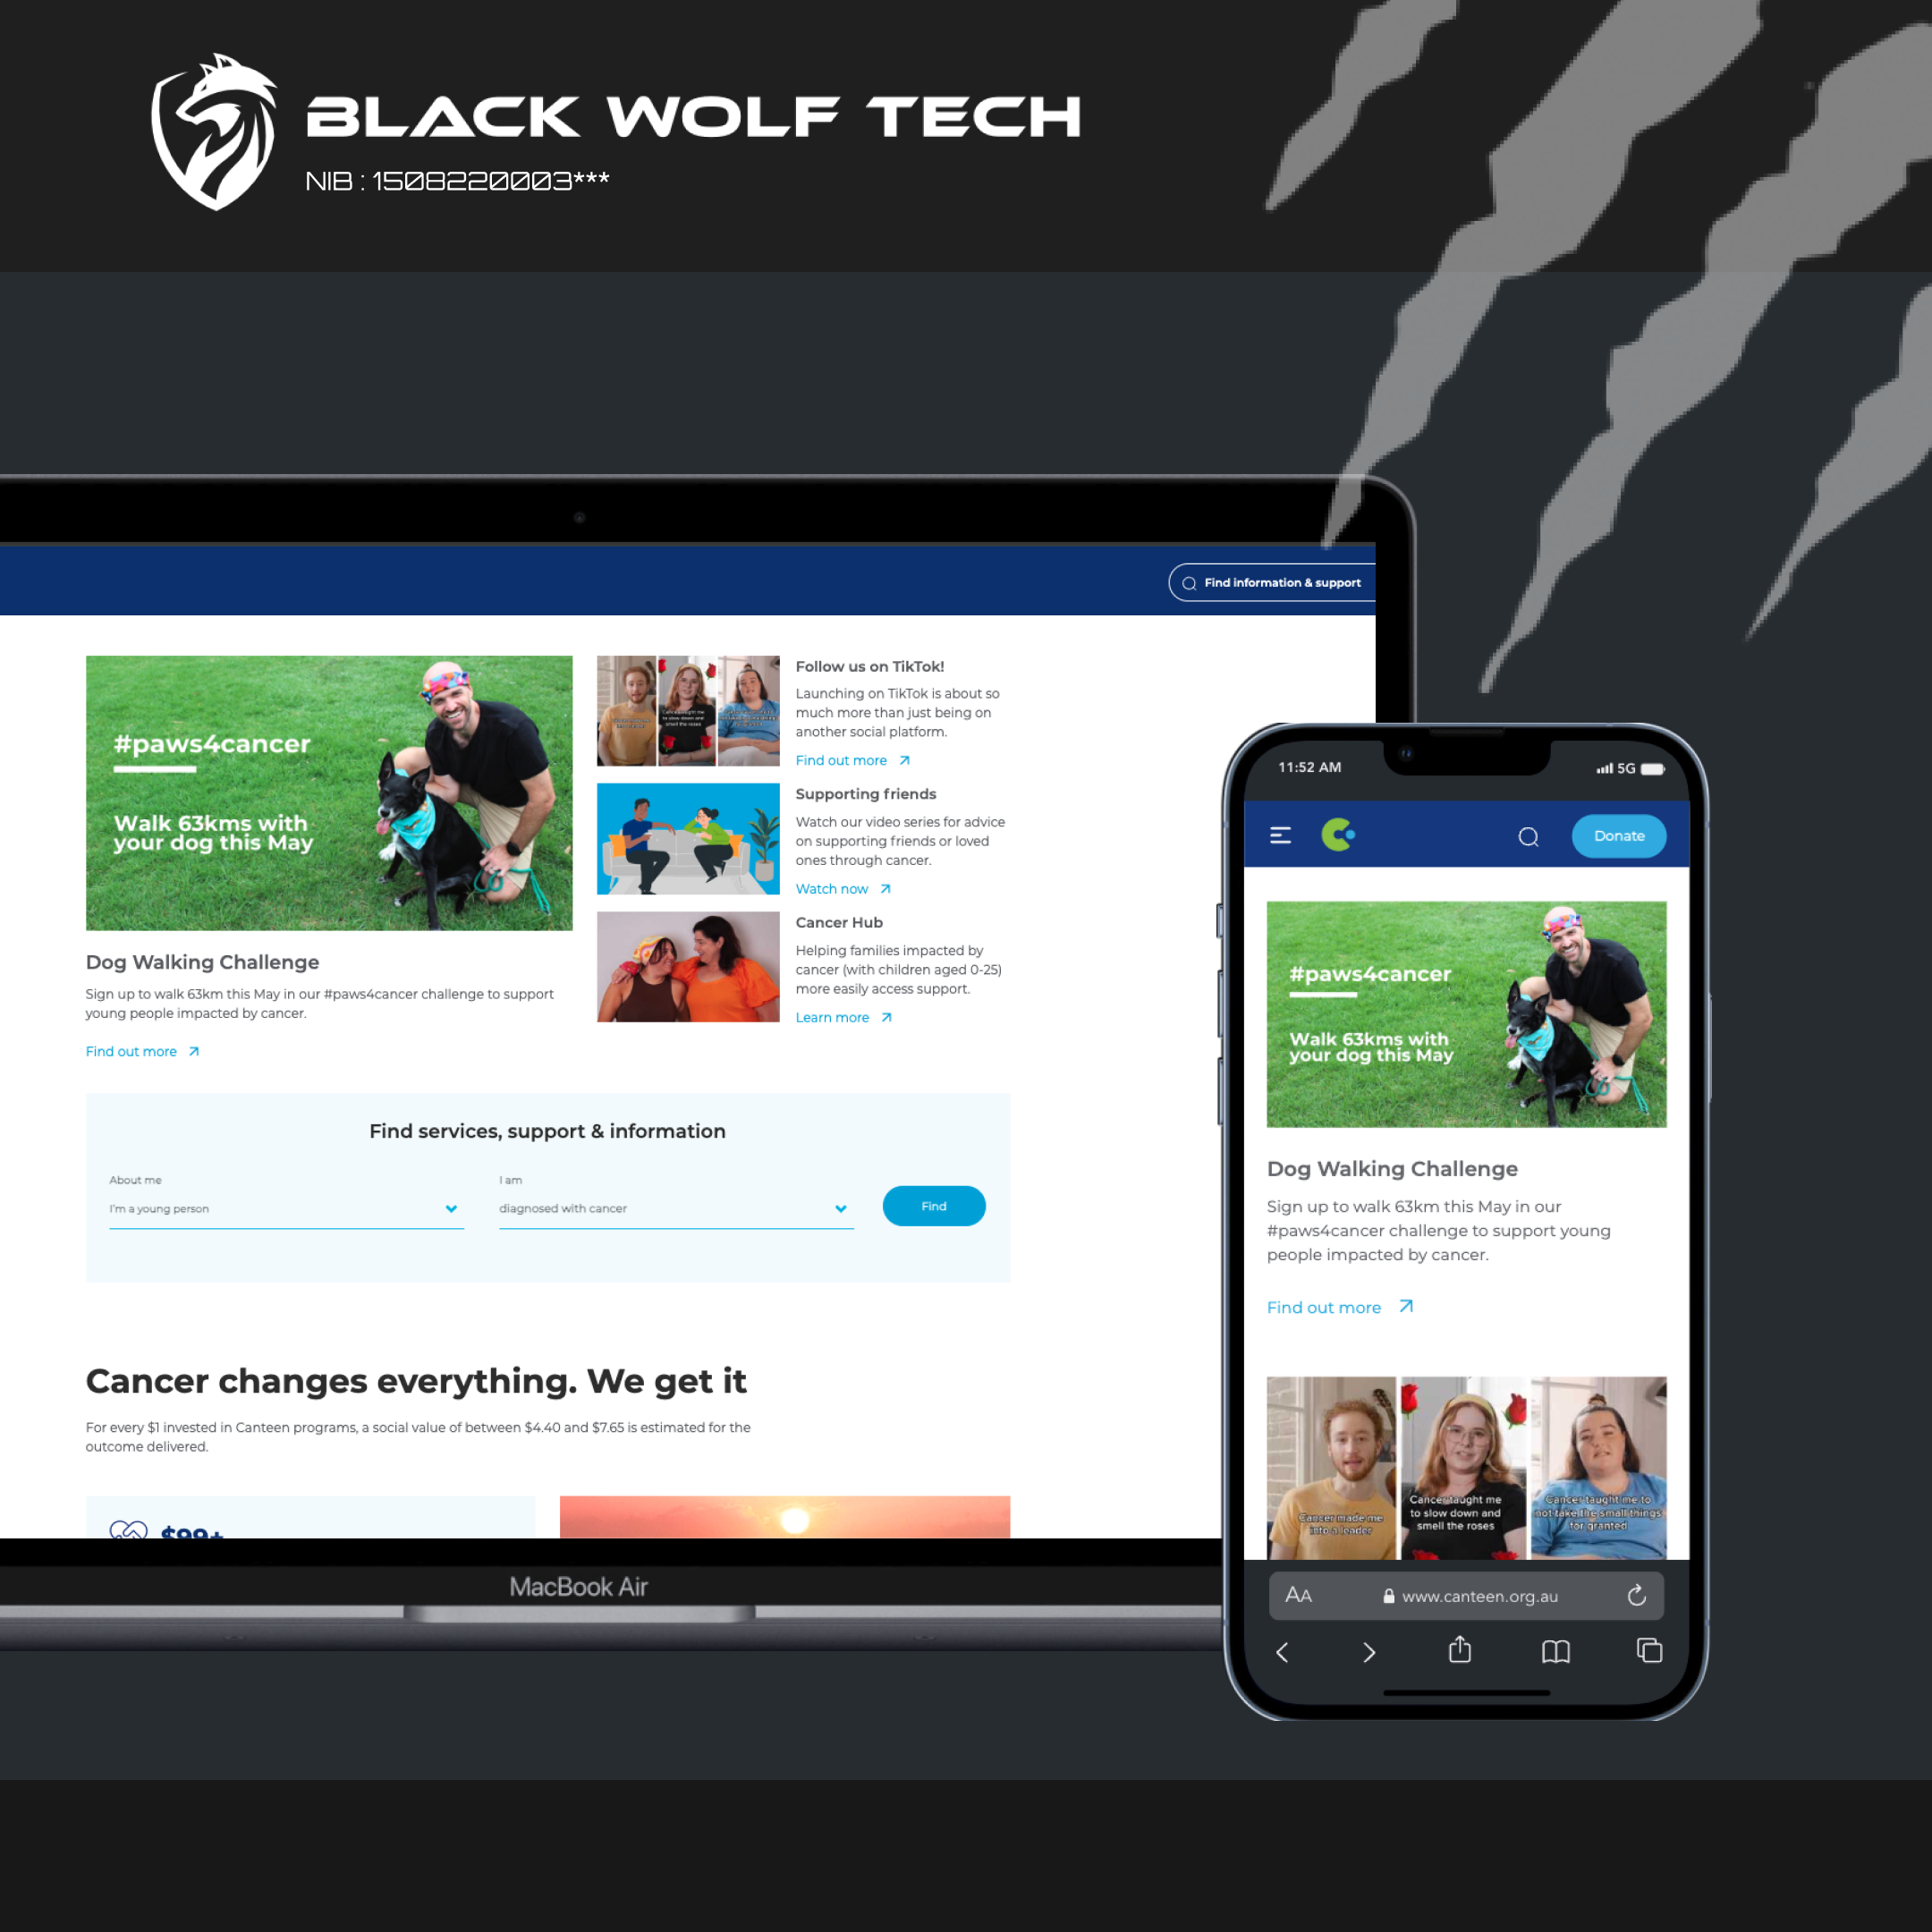 BLACK WOLF TECH
NIB : 1508220003***
Find information & support
#paws4cancer
Walk 63kms with
your dog this May
Dog Walking Challenge
Sign up to walk 63km this May in our #paws4cancer challenge to support
young people impacted by cancer.
Find out more
Cancer taught me
to slow down and
smell the roses
Follow us on TikTok!
Launching on TikTok is about so
much more than just being on
another social platform.
Find out more
Supporting friends
Watch our video series for advice
on supporting friends or loved
ones through cancer.
Watch now
Cancer Hub
Helping families impacted by
cancer (with children aged 0-25)
more easily access support.
Learn more
Find services, support & information
About me
I'm a young person
I am
diagnosed with cancer
Find
Cancer changes everything. We get it
For every $1 invested in Canteen programs, a social value of between $4.40 and $7.65 is estimated for the
outcome delivered.
MacBook Air
11:52 AM
5G
Donate
#paws4cancer
Walk 63kms with
your dog this May
Dog Walking Challenge
Sign up to walk 63km this May in our
#paws4cancer challenge to support young
people impacted by cancer.
Find out more
Cancer made me
into a leader
Cancer taught me
to slow down and
smell the roses
Cancer taught me to
not take the small things
for granted
AA
www.canteen.org.au